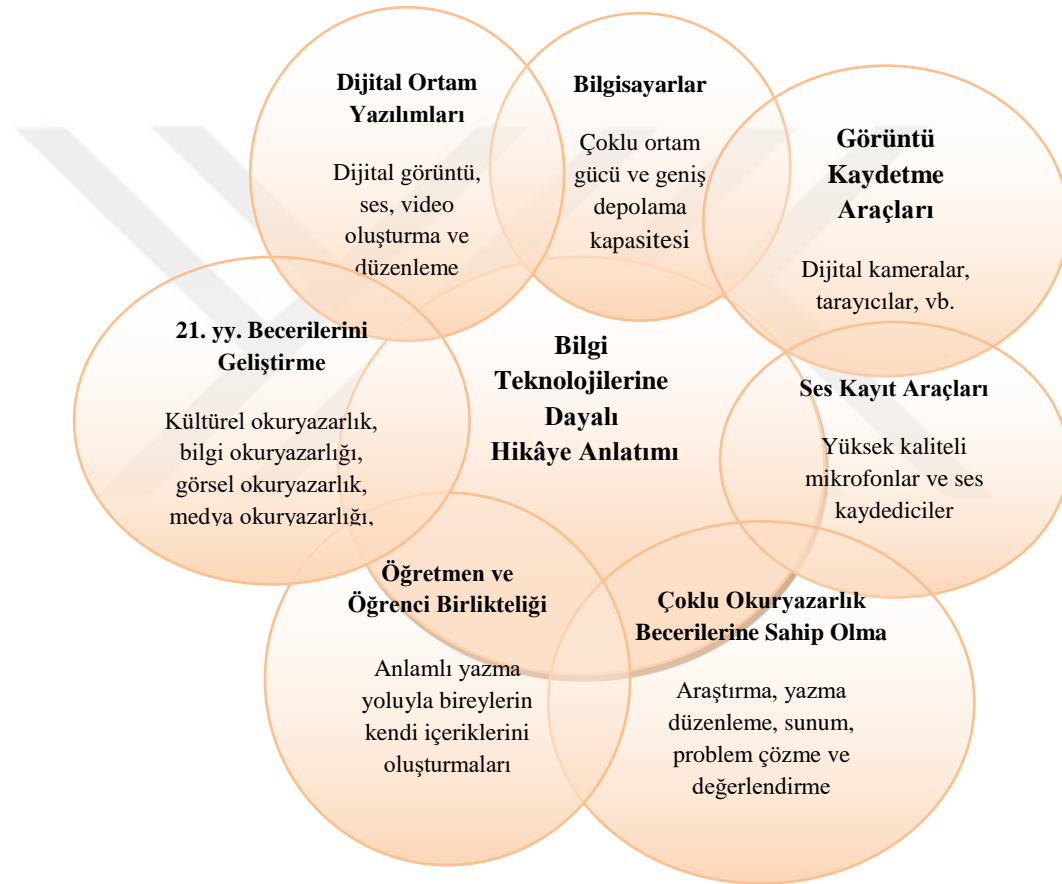 Dijital Ortam
Yazılımları
Dijital görüntü,
ses, video
oluşturma ve
düzenleme
Bilgisayarlar
Çoklu ortam
gücü ve geniş
depolama
kapasitesi
Görüntü
Kaydetme
Araçları
Dijital kameralar,
tarayıcılar, vb.
21. yy. Becerilerini
Geliştirme
Kültürel okuryazarlık,
bilgi okuryazarlığı,
görsel okuryazarlık,
medya okuryazarlığı,
Bilgi
Teknolojilerine
Dayalı
Hikâye Anlatımı
Ses Kayıt Araçları
Yüksek kaliteli
mikrofonlar ve ses
kaydediciler
Öğretmen ve
Öğrenci Birlikteliği
Anlamlı yazma
yoluyla bireylerin
kendi içeriklerini
oluşturmaları
Çoklu Okuryazarlık
Becerilerine Sahip Olma
Araştırma, yazma
düzenleme, sunum,
problem çözme ve
değerlendirme